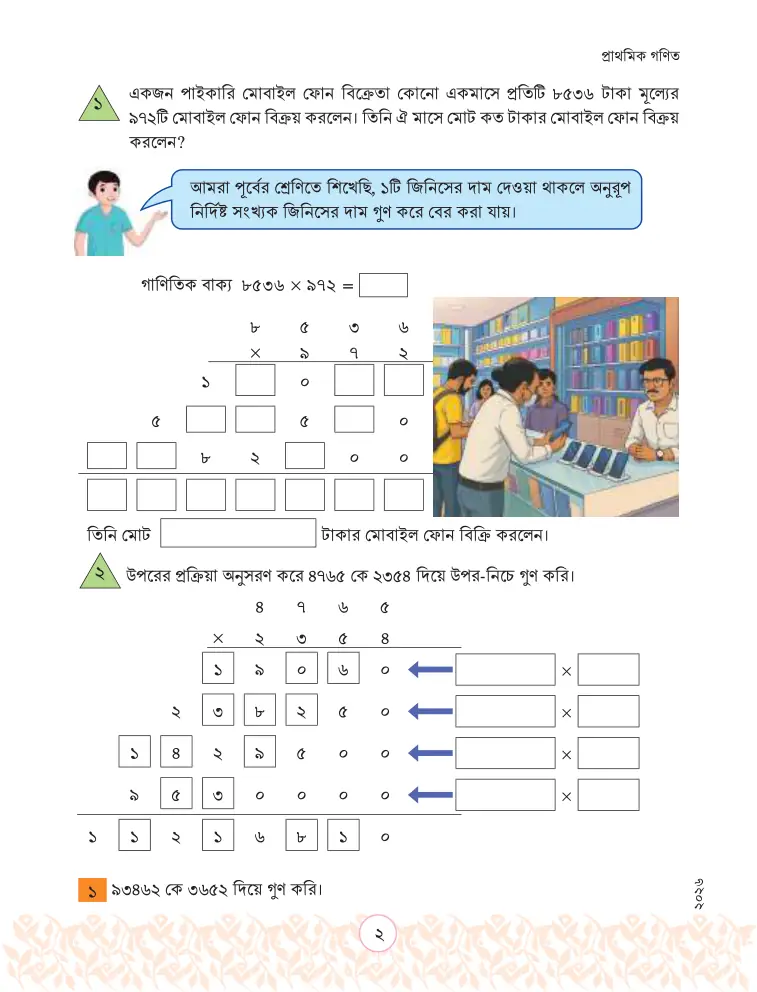 প্রাথমিক গণিত
১
একজন পাইকারি মোবাইল ফোন বিক্রেতা কোনো একমাসে প্রতিটি ৮৫৩৬ টাকা মূল্যের
৯৭২টি মোবাইল ফোন বিক্রয় করলেন। তিনি ঐ মাসে মোট কত টাকার মোবাইল ফোন বিক্রয়
করলেন?
আমরা পূর্বের শ্রেণিতে শিখেছি, ১টি জিনিসের দাম দেওয়া থাকলে অনুরূপ
নির্দিষ্ট সংখ্যক জিনিসের দাম গুণ করে বের করা যায়।
গাণিতিক বাক্য ৮৫৩৬ × ৯৭২ =
৮ ৫ ৩ ৬
× ৯ ৭ ২
১ ০
৫ ৫ ০
৮ ২ ০ ০
তিনি মোট টাকার মোবাইল ফোন বিক্রি করলেন।
২
উপরের প্রক্রিয়া অনুসরণ করে ৪৭৬৫ কে ২৩৫৪ দিয়ে উপর-নিচে গুণ করি।
৪ ৭ ৬ ৫
× ২ ৩ ৫ ৪
১ ৯ ০ ৬ ০ ×
২ ৩ ৮ ২ ৫ ০ ×
১ ৪ ২ ৯ ৫ ০ ০ ×
৯ ৫ ৩ ০ ০ ০ ০ ×
১ ১ ২ ১ ৬ ৮ ১ ০
১ ৯৩৪৬২ কে ৩৬৫২ দিয়ে গুণ করি।
২০২৬
২